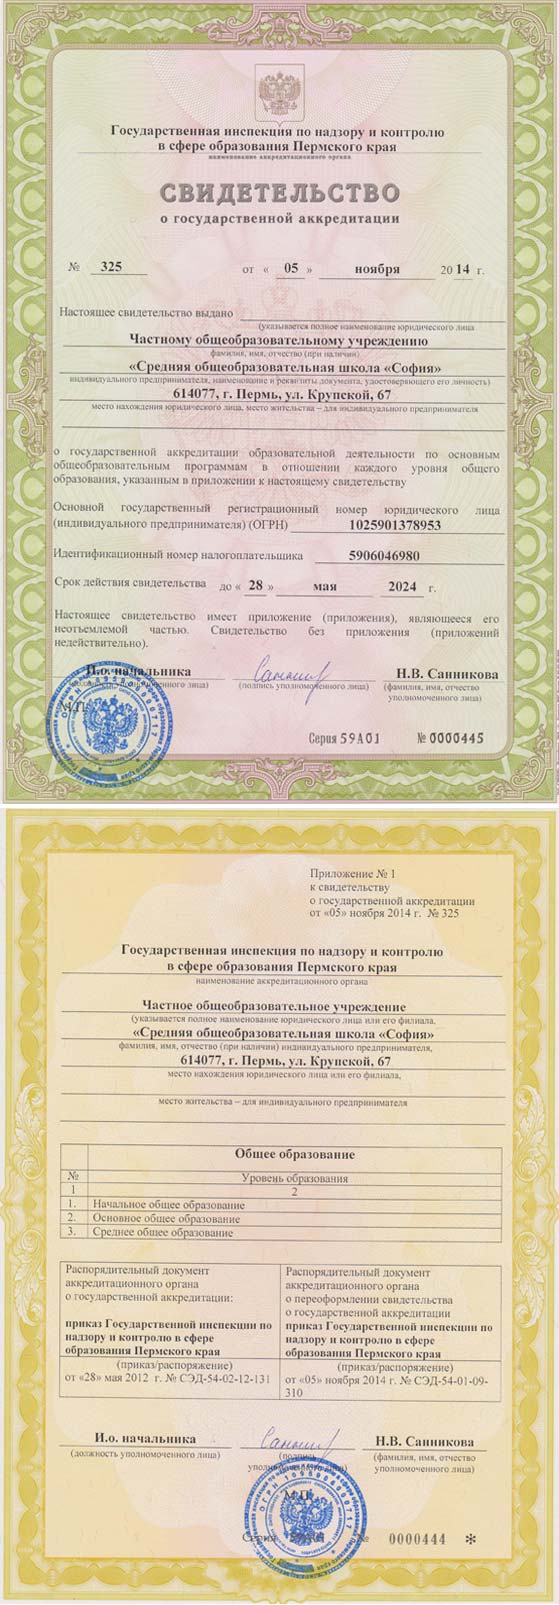 Государственная инспекция по надзору и контролю
в сфере образования Пермского края
наименование аккредитационного органа
СВИДЕТЕЛЬСТВО
о государственной аккредитации
№ 325 от « 05 » ноября 2014 г.
Настоящее свидетельство выдано
(указывается полное наименование юридического лица
Частному общеобразовательному учреждению
фамилия, имя, отчество (при наличии)
«Средняя общеобразовательная школа «София»
индивидуального предпринимателя, наименование и реквизиты документа, удостоверяющего его личность)
614077, г. Пермь, ул. Крупской, 67
место нахождения юридического лица, место жительства – для индивидуального предпринимателя
о государственной аккредитации образовательной деятельности по основным
общеобразовательным программам в отношении каждого уровня общего
образования, указанным в приложении к настоящему свидетельству
Основной государственный регистрационный номер юридического лица
(индивидуального предпринимателя) (ОГРН) 1025901378953
Идентификационный номер налогоплательщика 5906046980
Срок действия свидетельства до « 28 » мая 2024 г.
Настоящее свидетельство имеет приложение (приложения), являющееся его
неотъемлемой частью. Свидетельство без приложения (приложений)
недействительно).
И.о. начальника Н.В. Санникова
(должность уполномоченного лица) (подпись уполномоченного лица) (фамилия, имя, отчество
уполномоченного лица)
М.П.
Серия 59А01 № 0000445
Приложение № 1
к свидетельству
о государственной аккредитации
от «05» ноября 2014 г. № 325
Государственная инспекция по надзору и контролю
в сфере образования Пермского края
наименование аккредитационного органа
Частное общеобразовательное учреждение
(указывается полное наименование юридического лица или его филиала,
«Средняя общеобразовательная школа «София»
фамилия, имя, отчество (при наличии) индивидуального предпринимателя,
614077, г. Пермь, ул. Крупской, 67
место нахождения юридического лица или его филиала,
место жительства – для индивидуального предпринимателя
Общее образование
№ Уровень образования
1 2
1. Начальное общее образование
2. Основное общее образование
3. Среднее общее образование
Распорядительный документ
аккредитационного органа
о государственной аккредитации:
приказ Государственной инспекции по
надзору и контролю в сфере
образования Пермского края
(приказ/распоряжение)
от «28» мая 2012 г. № СЭД-54-02-12-131
Распорядительный документ
аккредитационного органа
о переоформлении свидетельства
о государственной аккредитации
приказ Государственной инспекции по
надзору и контролю в сфере
образования Пермского края
(приказ/распоряжение)
от «05» ноября 2014 г. № СЭД-54-01-09-
310
И.о. начальника Н.В. Санникова
(должность уполномоченного лица) (подпись
уполномоченного лица) (фамилия, имя, отчество
уполномоченного лица)
М.П.
Серия 59А01 № 0000444 *